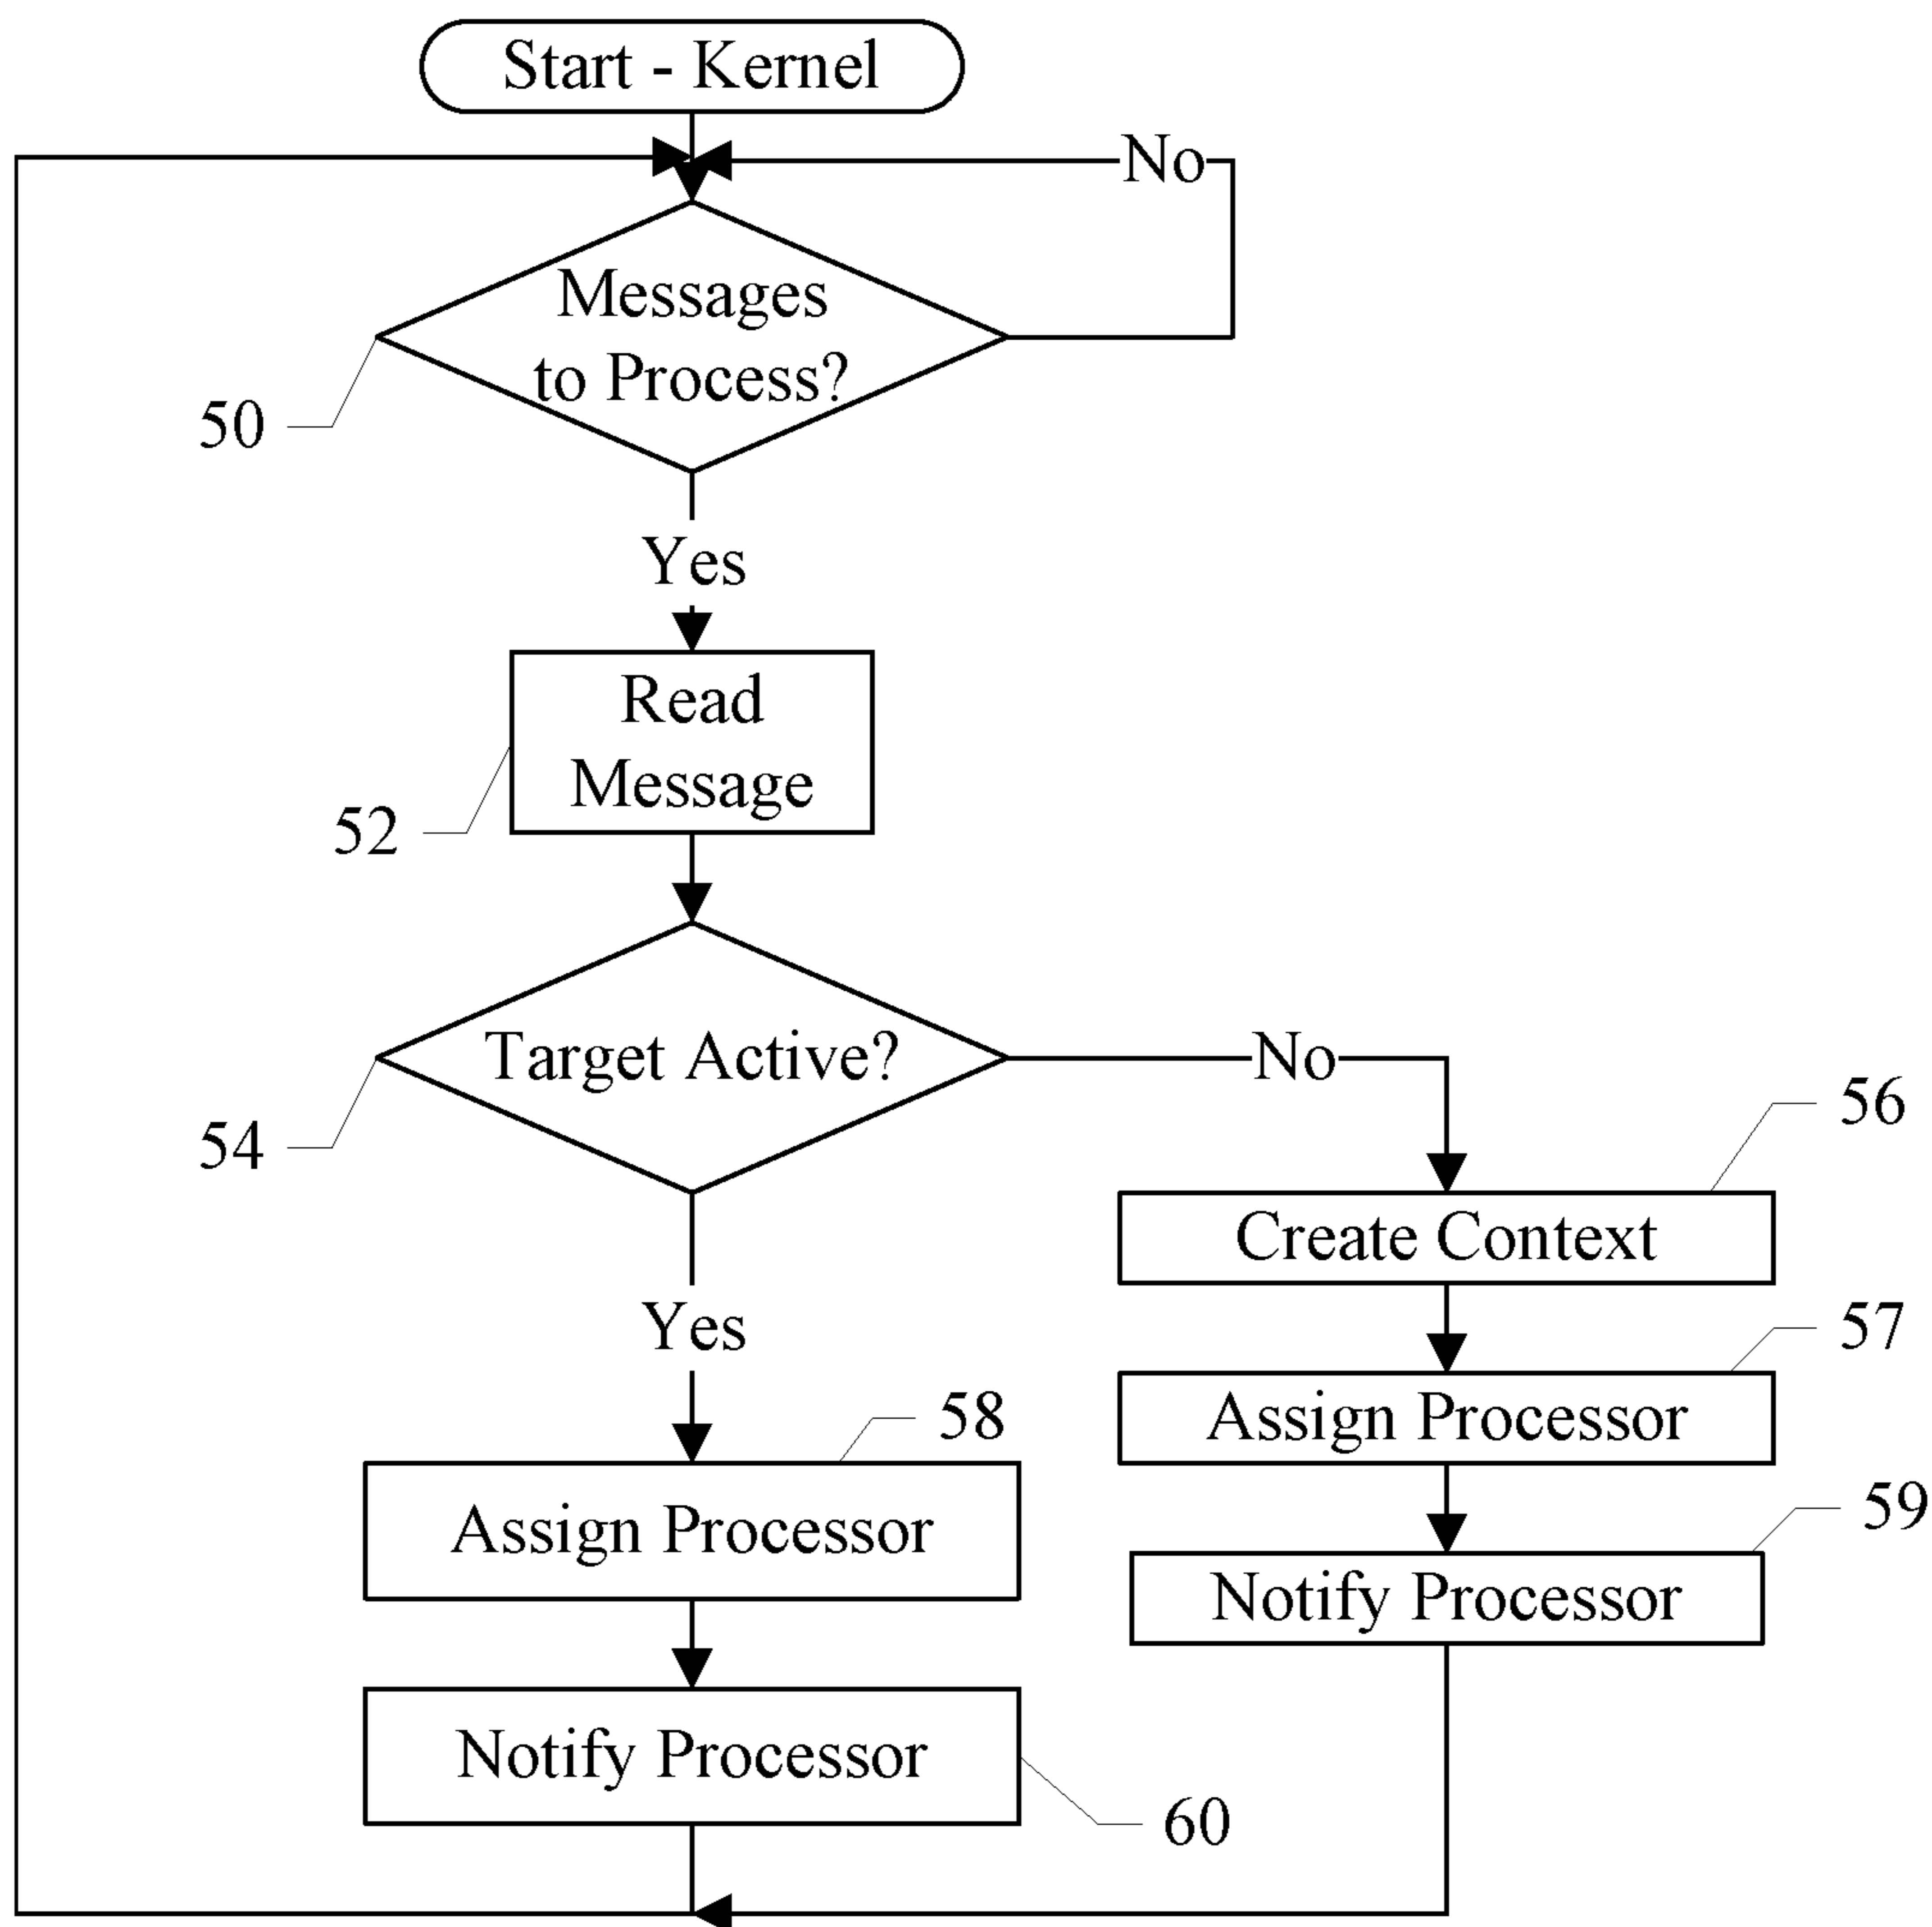 Start - Kernel
No
Messages
to Process?
50
Yes
Read
Message
52
Target Active?
No
54
56
Create Context
Yes
57
Assign Processor
58
Assign Processor
59
Notify Processor
Notify Processor
60